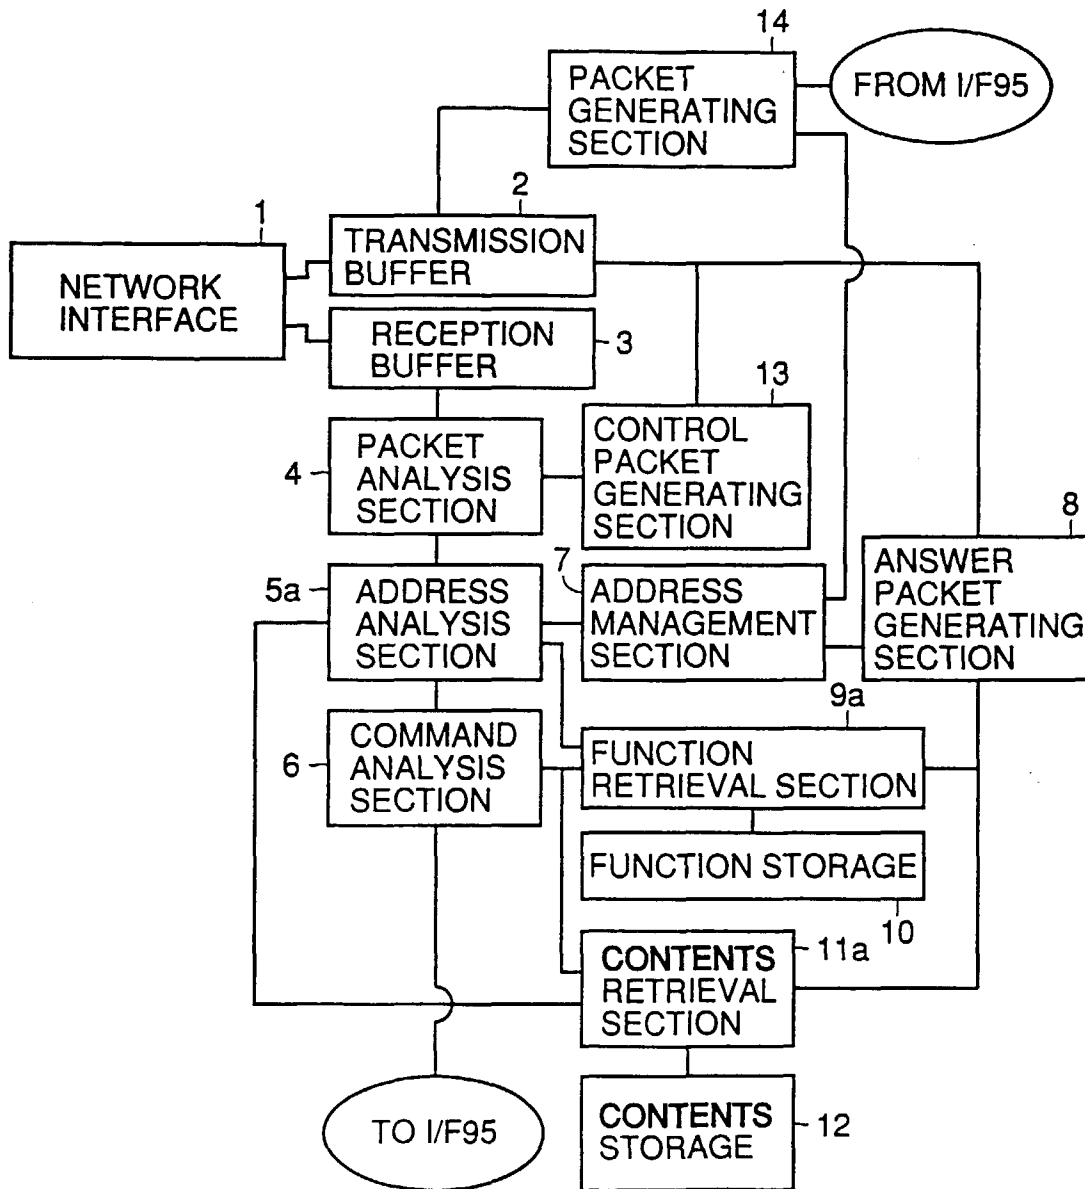 14
PACKET
GENERATING
SECTION
FROM I/F95
1
NETWORK
INTERFACE
2
TRANSMISSION
BUFFER
RECEPTION
BUFFER
3
4
PACKET
ANALYSIS
SECTION
13
CONTROL
PACKET
GENERATING
SECTION
5a
ADDRESS
ANALYSIS
SECTION
7
ADDRESS
MANAGEMENT
SECTION
8
ANSWER
PACKET
GENERATING
SECTION
6
COMMAND
ANALYSIS
SECTION
9a
FUNCTION
RETRIEVAL SECTION
FUNCTION STORAGE
10
CONTENTS
RETRIEVAL
SECTION
11a
TO I/F95
CONTENTS
STORAGE
12